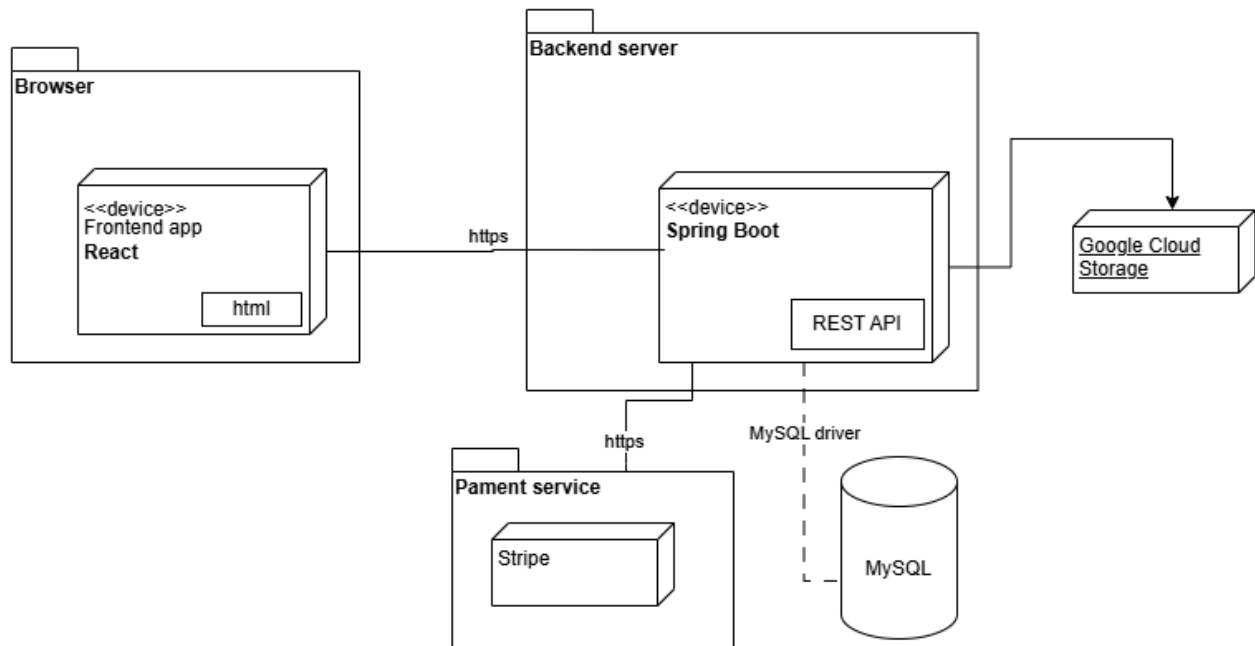 Backend server
Browser
<<device>>
Frontend app
React
html
https
<<device>>
Spring Boot
REST API
Google Cloud
Storage
https
MySQL driver
Pament service
Stripe
MySQL